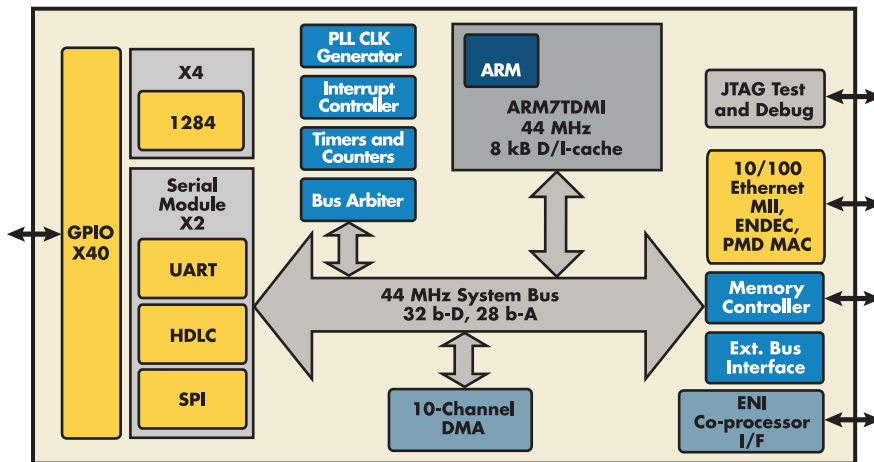 GPIO
X40
X4
1284
Serial
Module
X2
UART
HDLC
SPI
PLL CLK
Generator
Interrupt
Controller
Timers and
Counters
Bus Arbiter
ARM
ARM7TDMI
44 MHz
8 kB D/I-cache
44 MHz System Bus
32 b-D, 28 b-A
10-Channel
DMA
JTAG Test
and Debug
10/100
Ethernet
MII,
ENDEC,
PMD MAC
Memory
Controller
Ext. Bus
Interface
ENI
Co-processor
I/F